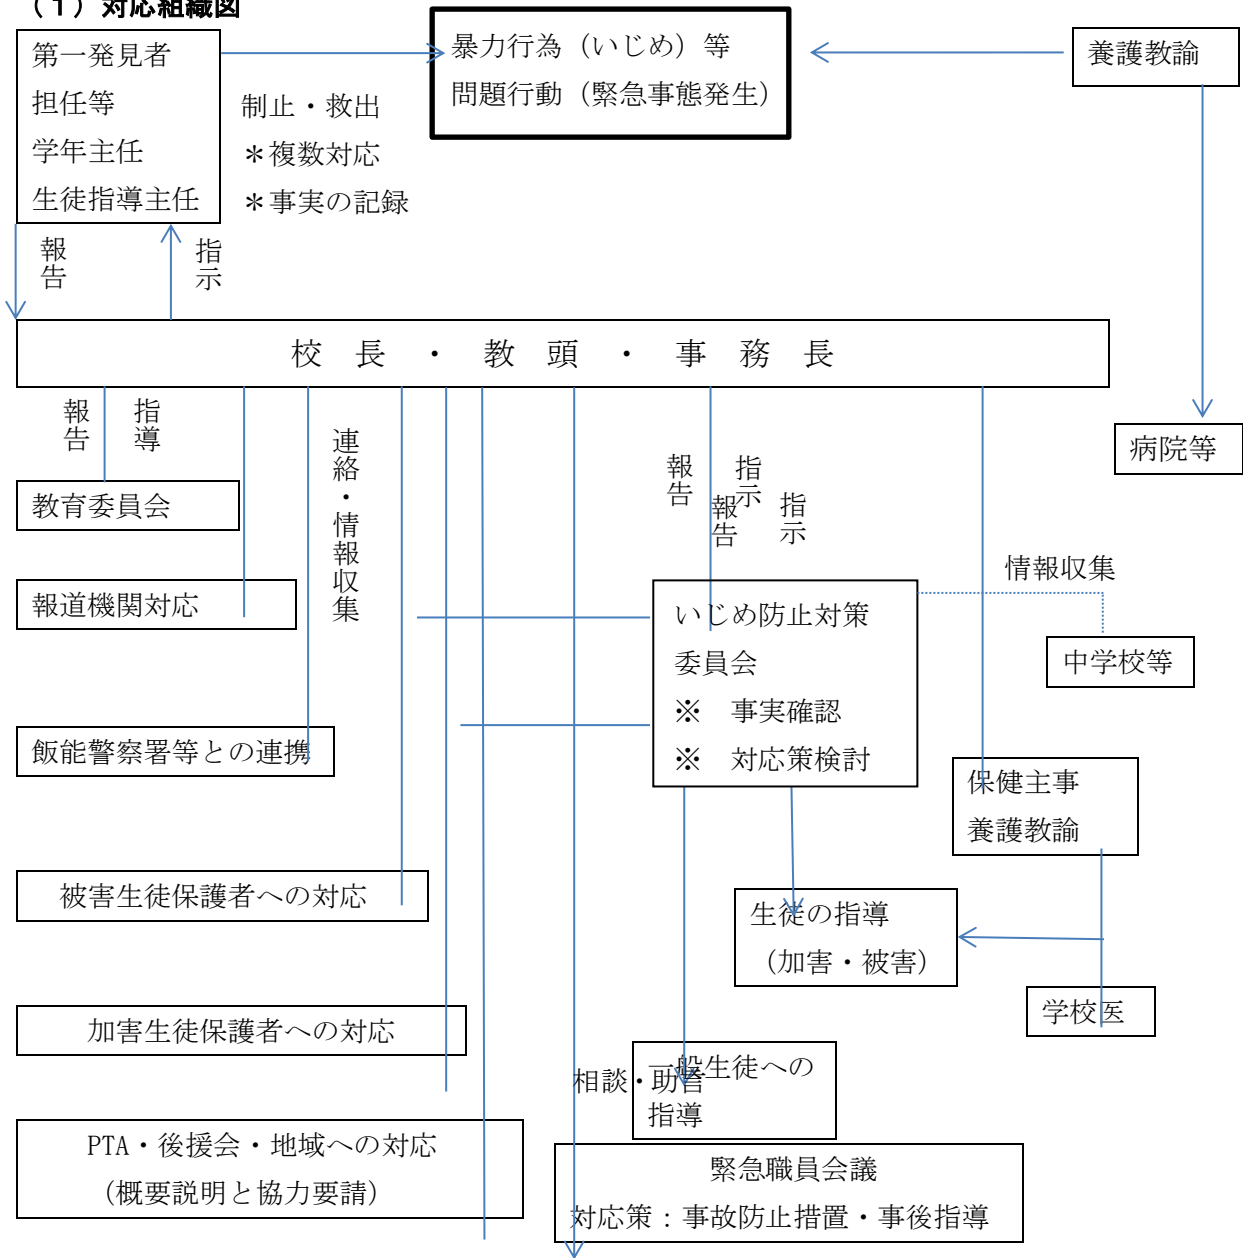 （１）対応組織図
第一発見者
担任等
学年主任
生徒指導主任
制止・救出
＊複数対応
＊事実の記録
暴力行為（いじめ）等
問題行動（緊急事態発生）
養護教諭
報告
指示
校　長　・　教　頭　・　事　務　長
報告
指導
連絡・情報収集
報告
指示
報告
指示
病院等
教育委員会
報道機関対応
いじめ防止対策
委員会
※　事実確認
※　対応策検討
情報収集
中学校等
飯能警察署等との連携
保健主事
養護教諭
被害生徒保護者への対応
生徒の指導
（加害・被害）
加害生徒保護者への対応
学校医
相談・助言
一般生徒への
指導
PTA・後援会・地域への対応
（概要説明と協力要請）
緊急職員会議
対応策：事故防止措置・事後指導